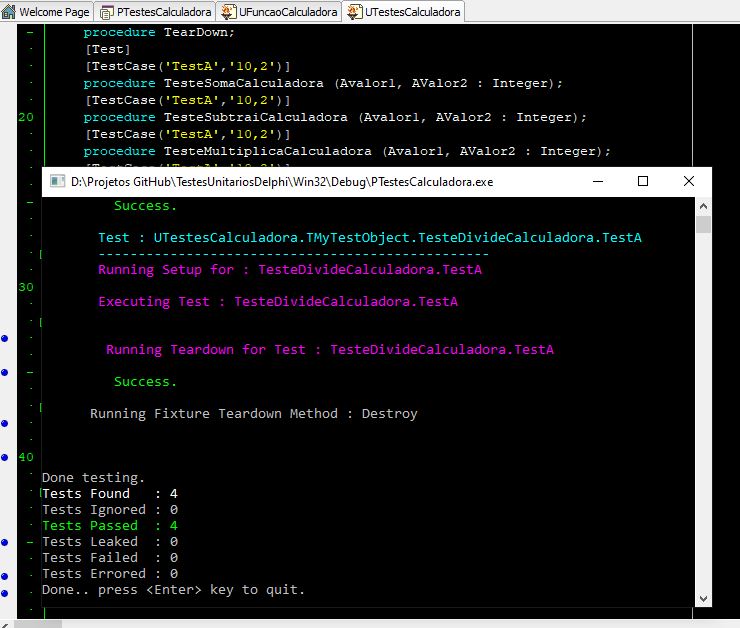 Welcome Page PTestesCalculadora UFuncaoCalculadora UTestesCalculadora
procedure TearDown;
[Test]
[TestCase('TestA','10,2')]
procedure TesteSomaCalculadora (Avalor1, AValor2 : Integer);
[TestCase('TestA','10,2')]
20 procedure TesteSubtraiCalculadora (Avalor1, AValor2 : Integer);
[TestCase('TestA','10,2')]
procedure TesteMultiplicaCalculadora (Avalor1, AValor2 : Integer);
D:\Projetos GitHub\TestesUnitariosDelphi\Win32\Debug\PTestesCalculadora.exe
Success.
Test : UTestesCalculadora.TMyTestObject.TesteDivideCalculadora.TestA
-------------------------------------------------
Running Setup for : TesteDivideCalculadora.TestA
30
Executing Test : TesteDivideCalculadora.TestA
Running Teardown for Test : TesteDivideCalculadora.TestA
Success.
Running Fixture Teardown Method : Destroy
40
Done testing.
Tests Found   : 4
Tests Ignored : 0
Tests Passed  : 4
Tests Leaked  : 0
Tests Failed  : 0
Tests Errored : 0
Done.. press <Enter> key to quit.